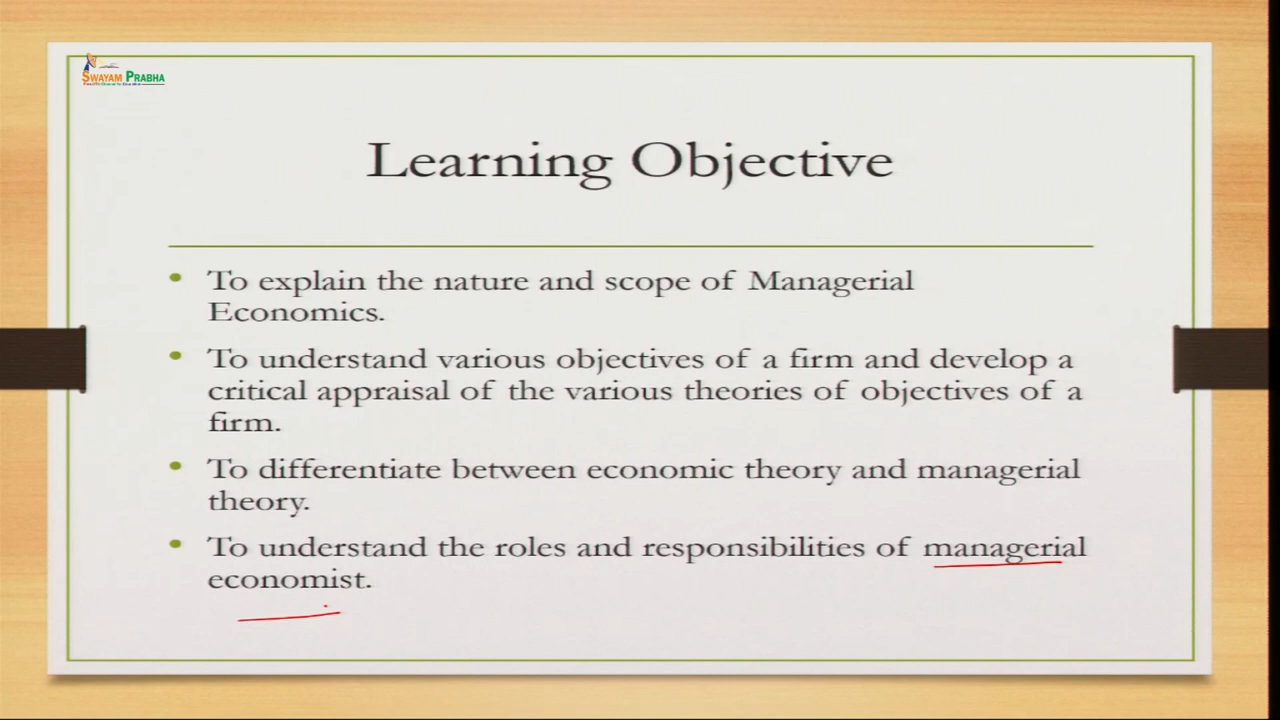 SWAYAM PRABHA
Learning Objective
• To explain the nature and scope of Managerial
Economics.
• To understand various objectives of a firm and develop a
critical appraisal of the various theories of objectives of a
firm.
• To differentiate between economic theory and managerial
theory.
• To understand the roles and responsibilities of managerial
economist.